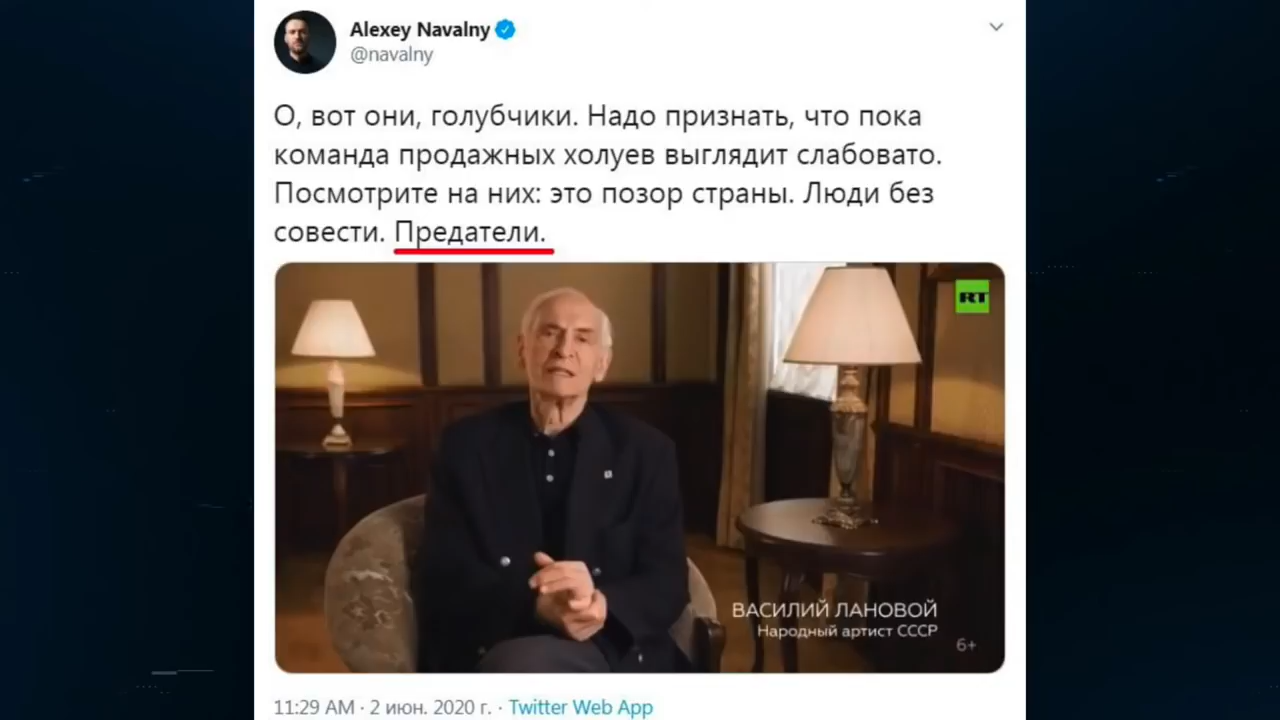 Alexey Navalny
@navalny
О, вот они, голубчики. Надо признать, что пока
команда продажных холуев выглядит слабовато.
Посмотрите на них: это позор страны. Люди без
совести. Предатели.
RT
ВАСИЛИЙ ЛАНОВОЙ
Народный артист СССР
6+
11:29 AM · 2 июн. 2020 г. · Twitter Web App